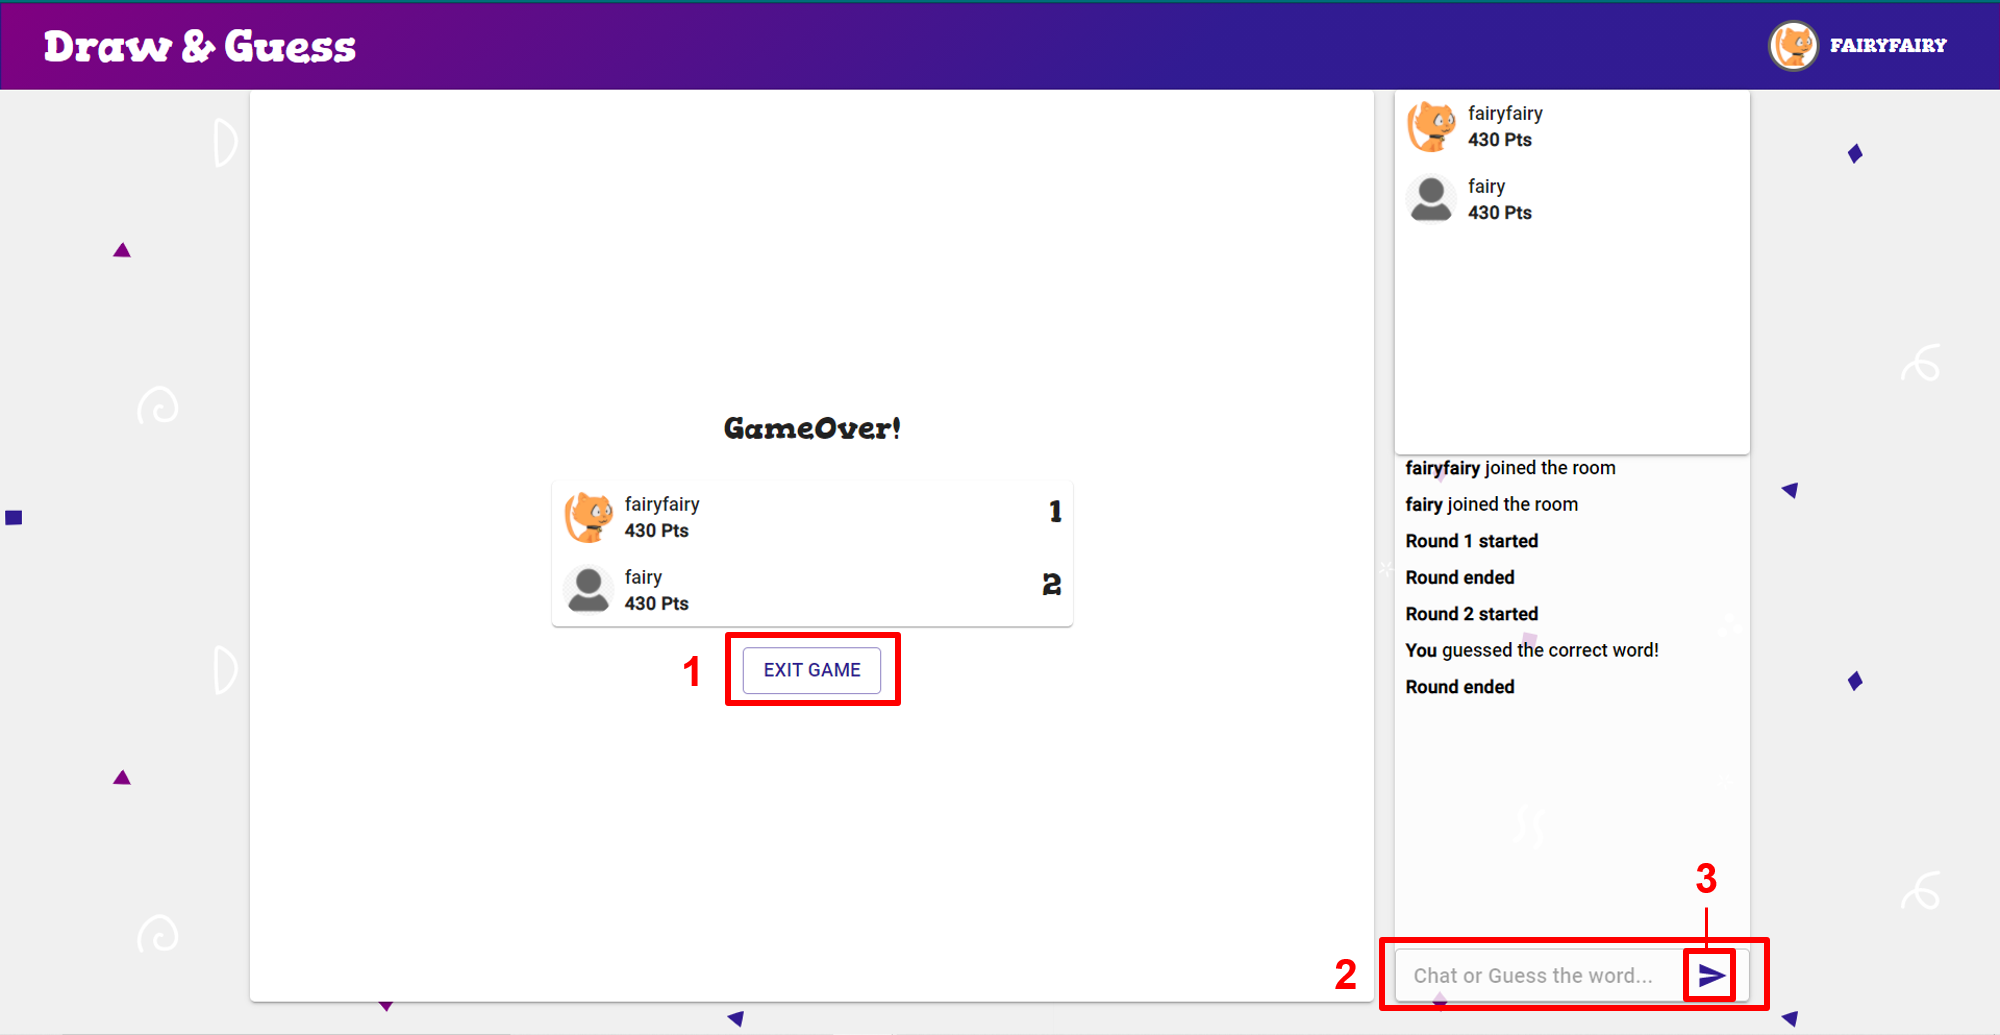 Draw & Guess
FAIRYFAIRY
fairyfairy
430 Pts
fairy
430 Pts
GameOver!
fairyfairy
430 Pts
1
fairy
430 Pts
2
1
EXIT GAME
fairyfairy joined the room
fairy joined the room
Round 1 started
Round ended
Round 2 started
You guessed the correct word!
Round ended
3
2
Chat or Guess the word...